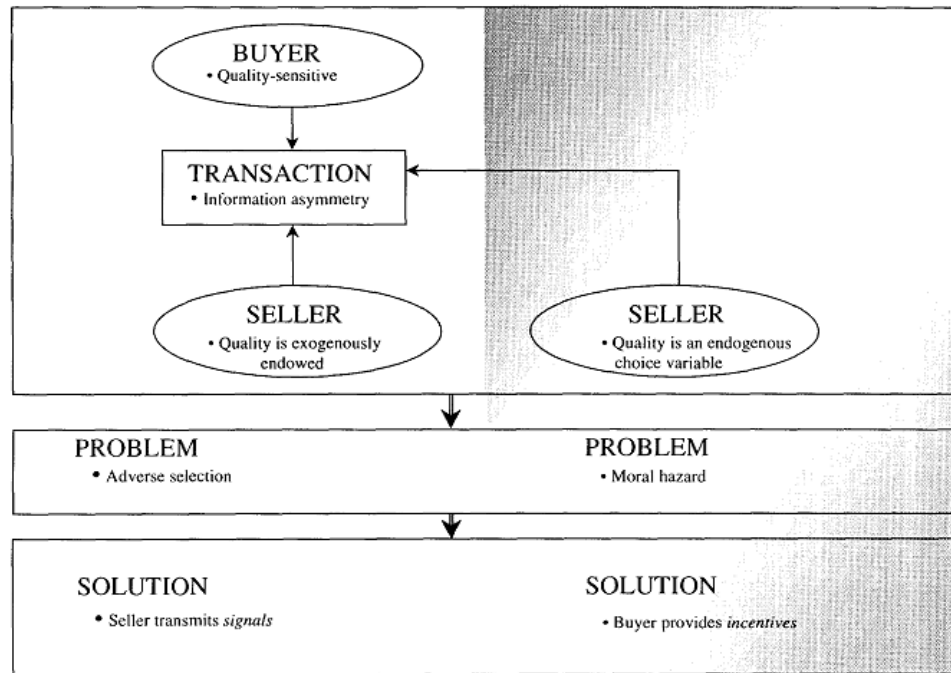 BUYER
• Quality-sensitive
TRANSACTION
• Information asymmetry
SELLER
• Quality is exogenously
endowed
SELLER
• Quality is an endogenous
choice variable
PROBLEM
• Adverse selection
PROBLEM
• Moral hazard
SOLUTION
• Seller transmits signals
SOLUTION
• Buyer provides incentives